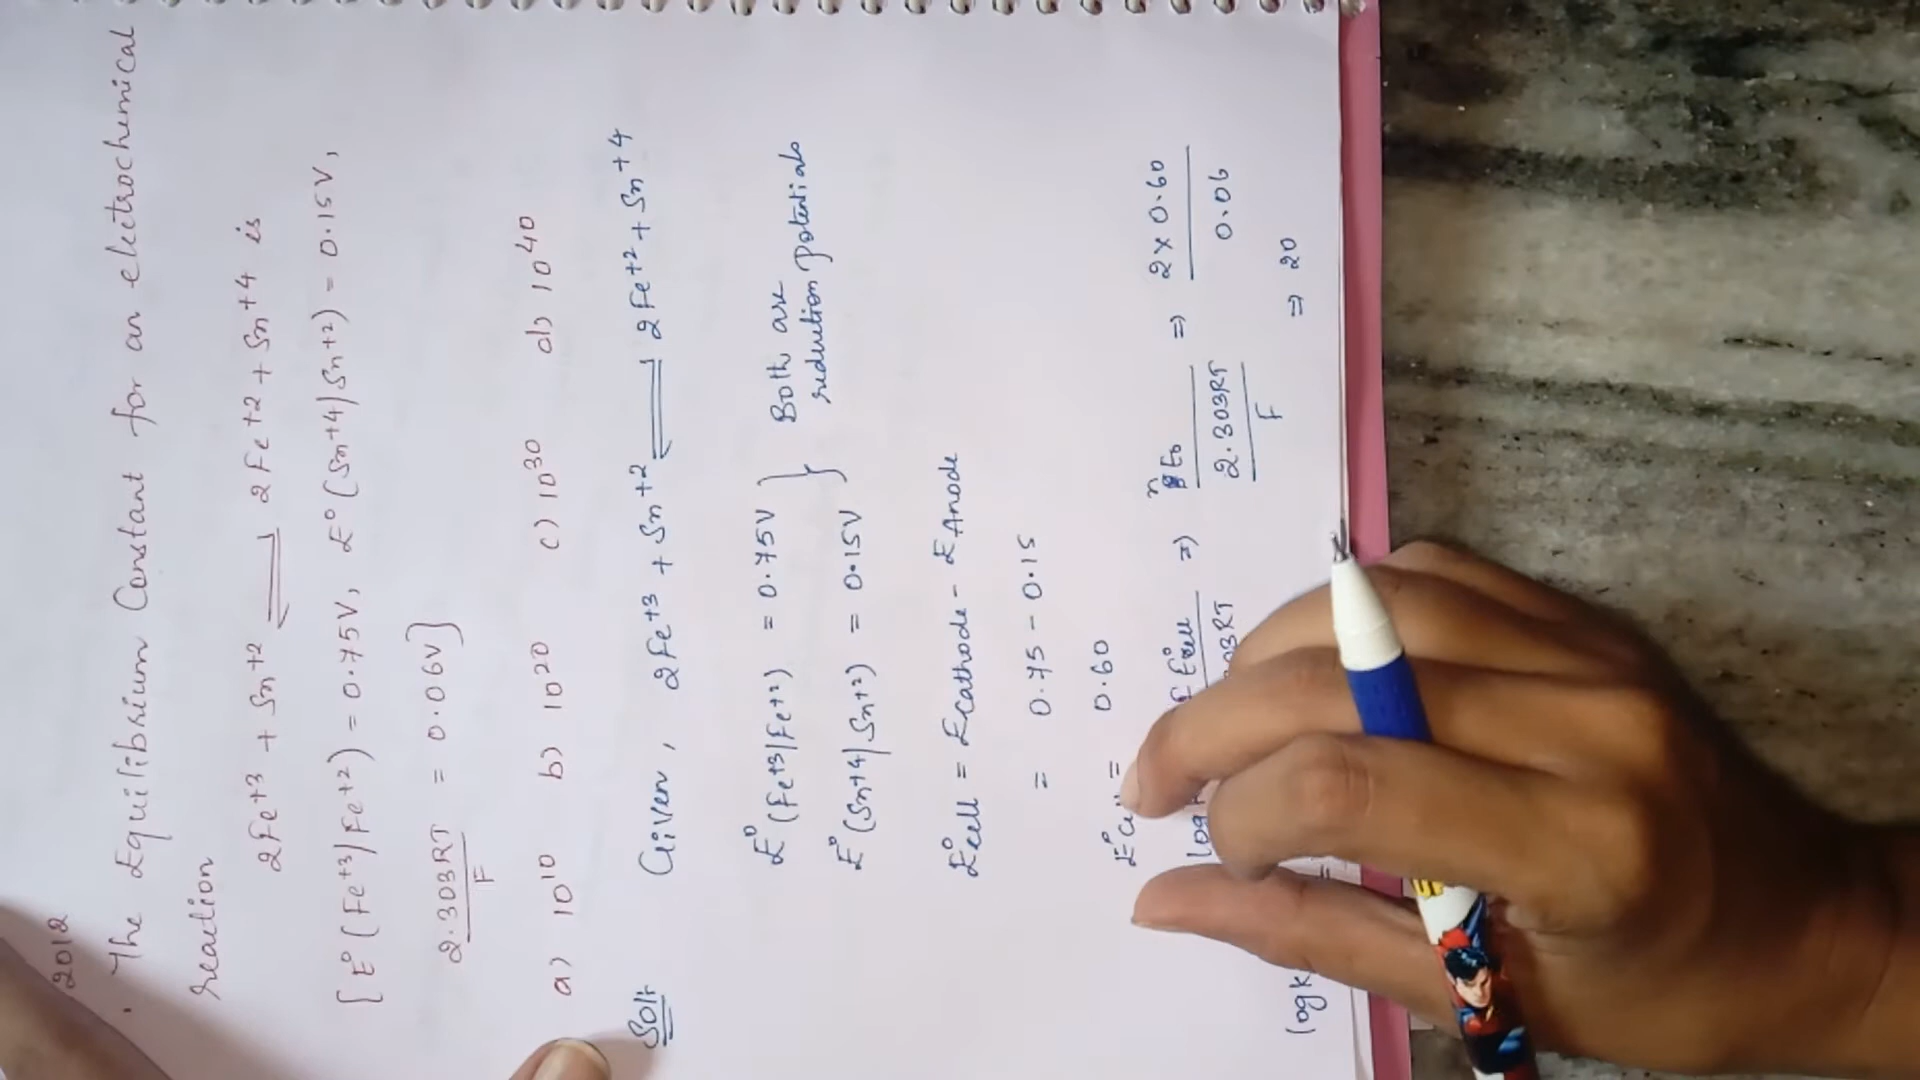 2012
. The Equilibrium Constant for an electrochemical
reaction
2Fe+3 + Sn+2 ⇌ 2Fe+2 + Sn+4 is
[E° (Fe+3|Fe+2) = 0.75V, E° (Sn+4|Sn+2) = 0.15V,
2.303RT/F = 0.06V]
a) 10^10 b) 10^20 c) 10^30 d) 10^40
Solt Given, 2Fe+3 + Sn+2 ⇌ 2Fe+2 + Sn+4
E° (Fe+3|Fe+2) = 0.75V } Both are
E° (Sn+4|Sn+2) = 0.15V reduction potentials
E°cell = Ecathode - EAnode
= 0.75 - 0.15
= 0.60
E°cell => nE0 / (2.303RT/F) => 2 x 0.60 / 0.06
log K => 20